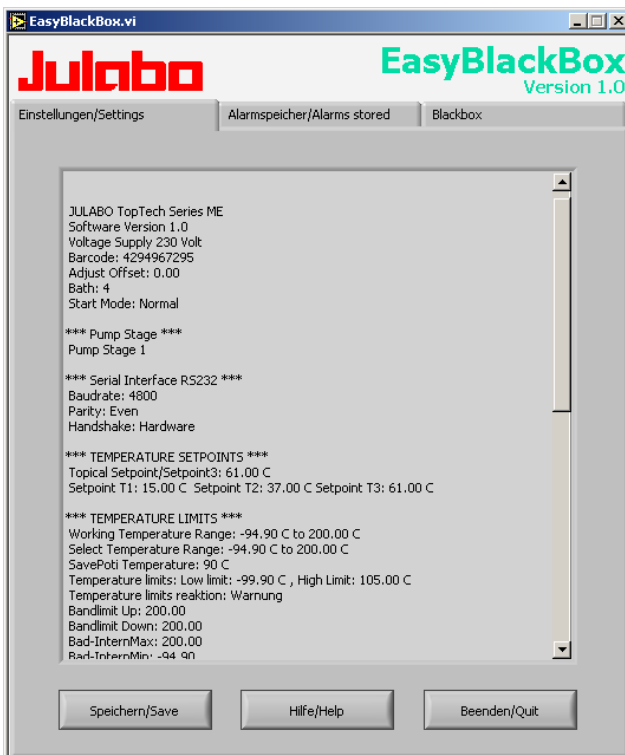 EasyBlackBox.vi
Julabo
EasyBlackBox
Version 1.0
Einstellungen/Settings
Alarmspeicher/Alarms stored
Blackbox
JULABO TopTech Series ME
Software Version 1.0
Voltage Supply 230 Volt
Barcode: 4294967295
Adjust Offset: 0.00
Bath: 4
Start Mode: Normal
*** Pump Stage ***
Pump Stage 1
*** Serial Interface RS232 ***
Baudrate: 4800
Parity: Even
Handshake: Hardware
*** TEMPERATURE SETPOINTS ***
Topical Setpoint/Setpoint3: 61.00 C
Setpoint T1: 15.00 C Setpoint T2: 37.00 C Setpoint T3: 61.00 C
*** TEMPERATURE LIMITS ***
Working Temperature Range: -94.90 C to 200.00 C
Select Temperature Range: -94.90 C to 200.00 C
SavePoti Temperature: 90 C
Temperature limits: Low limit: -99.90 C , High Limit: 105.00 C
Temperature limits reaktion: Warnung
Bandlimit Up: 200.00
Bandlimit Down: 200.00
Bad-InternMax: 200.00
Bad-InternMin: -94.90
Speichern/Save
Hilfe/Help
Beenden/Quit